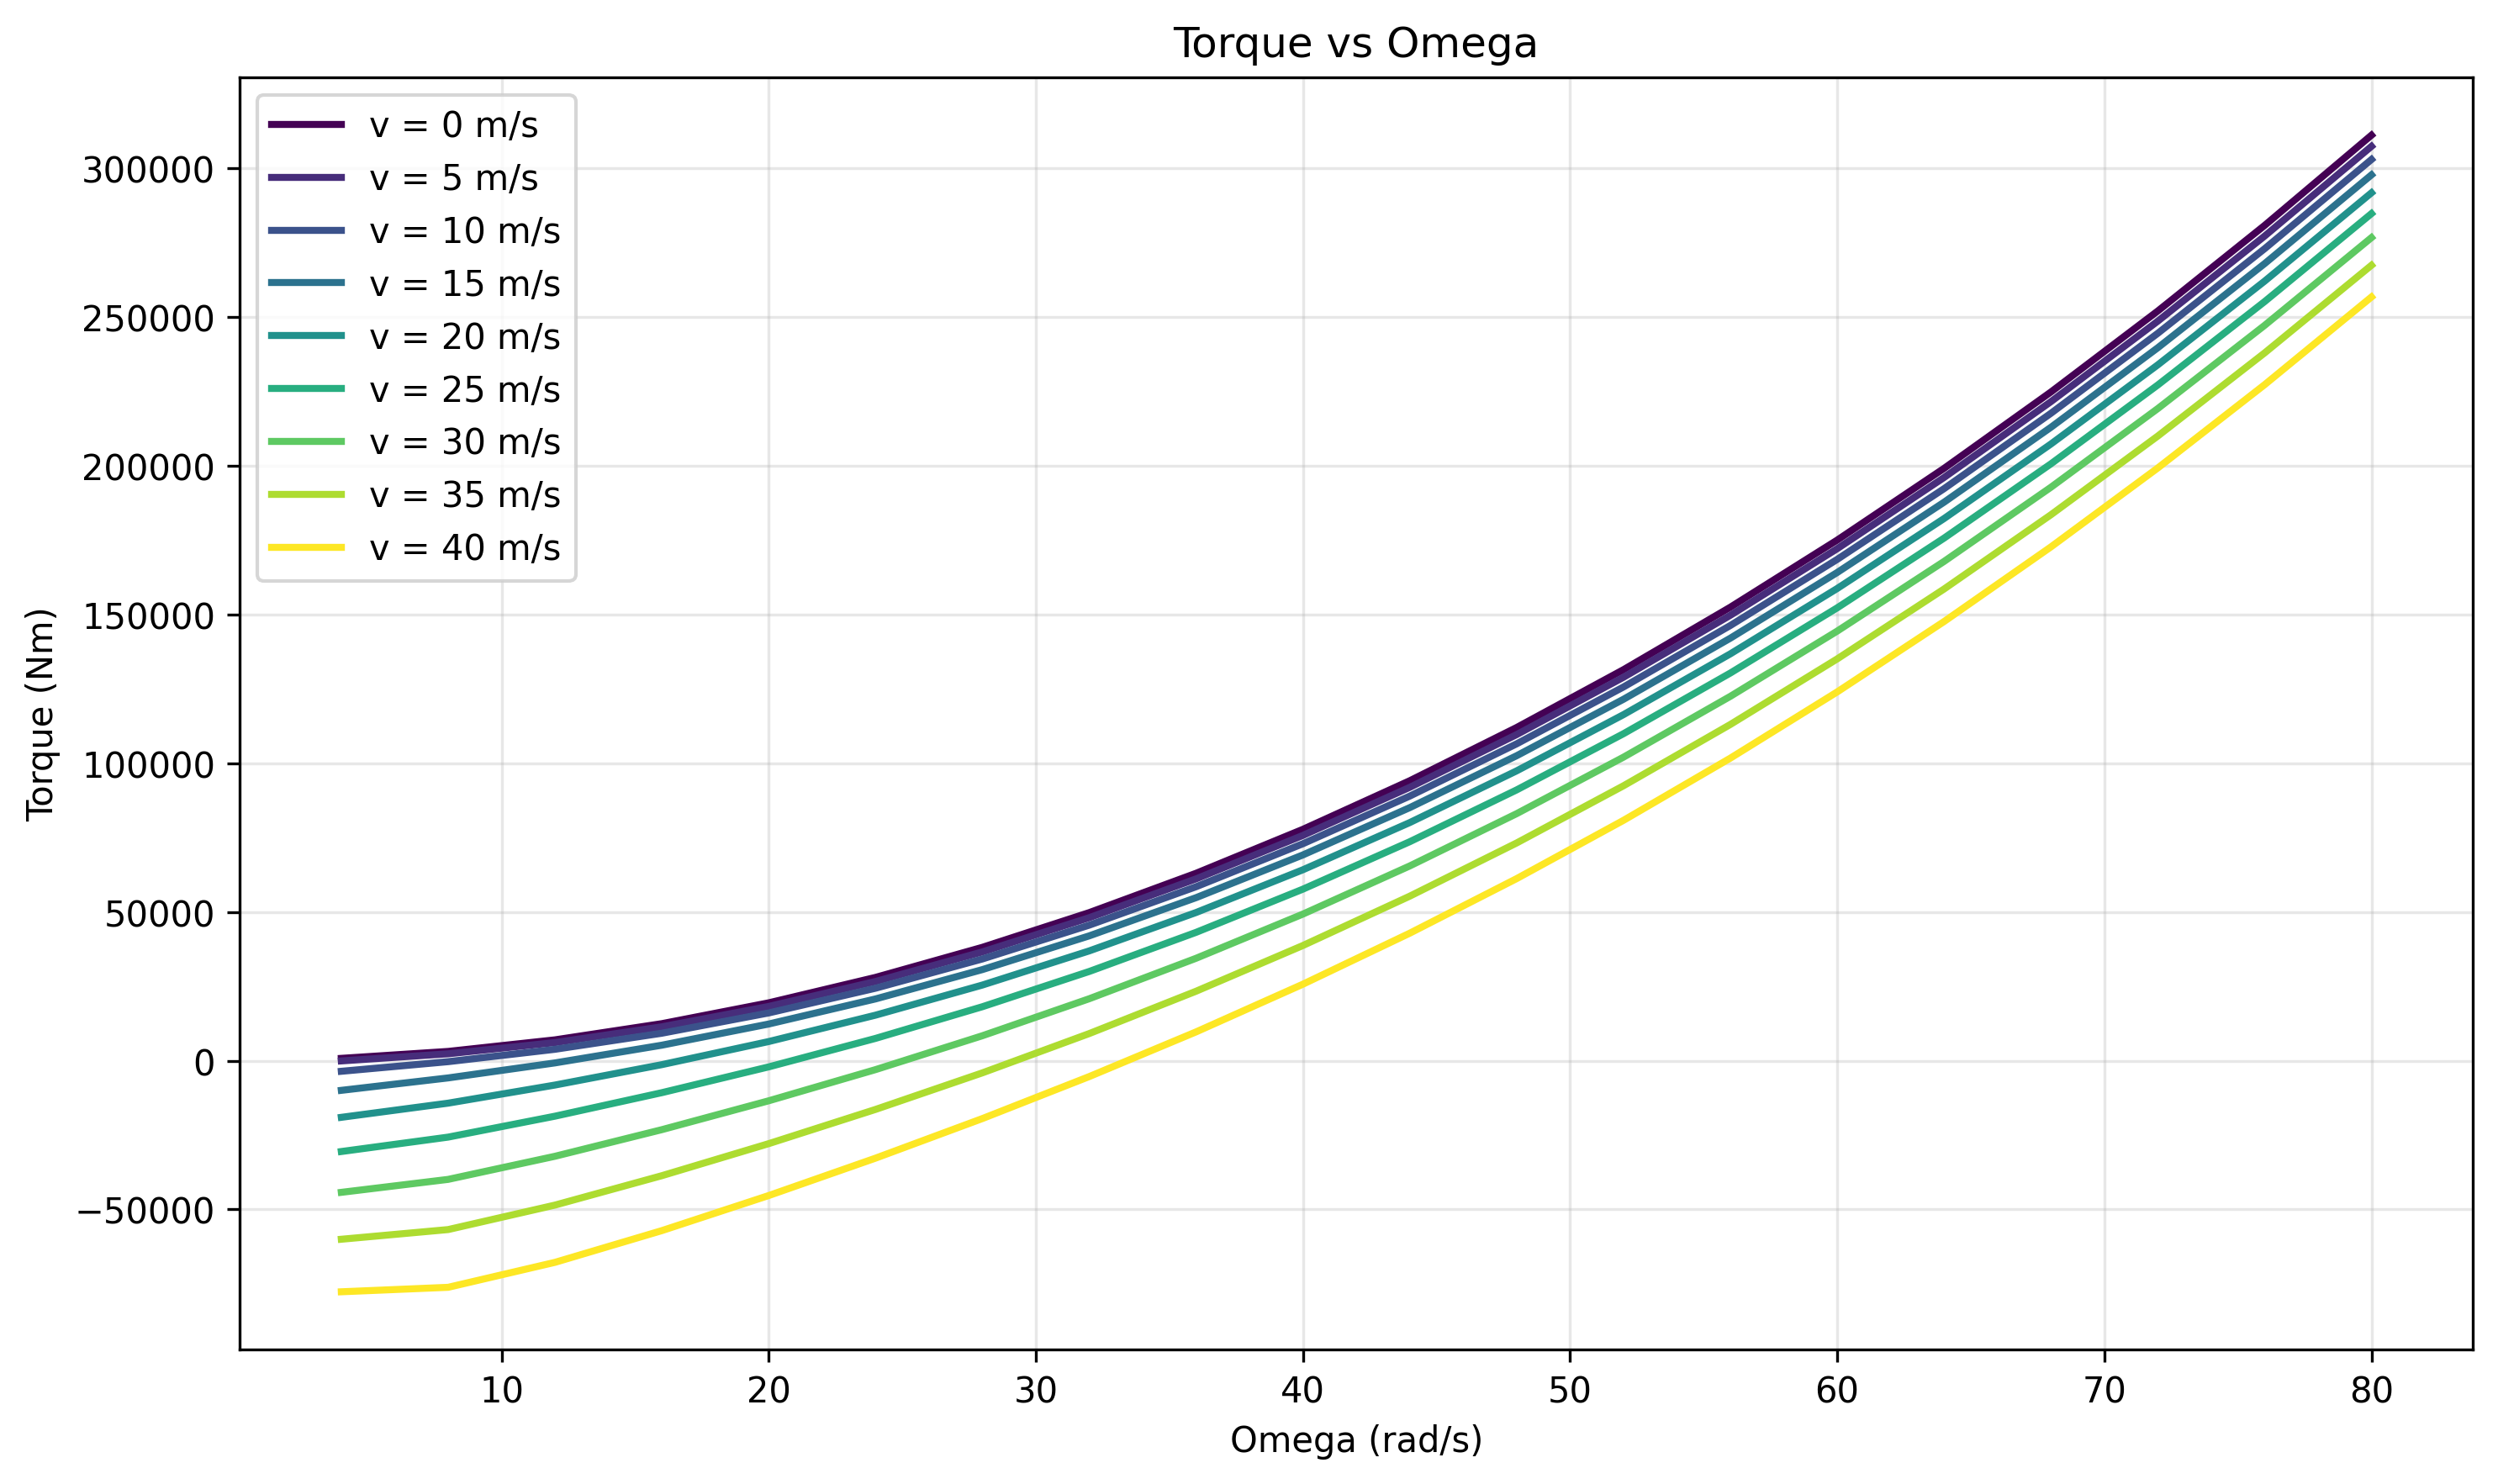 Torque vs Omega
v = 0 m/s
v = 5 m/s
v = 10 m/s
v = 15 m/s
v = 20 m/s
v = 25 m/s
v = 30 m/s
v = 35 m/s
v = 40 m/s
Torque (Nm)
300000
250000
200000
150000
100000
50000
0
−50000
10 20 30 40 50 60 70 80
Omega (rad/s)